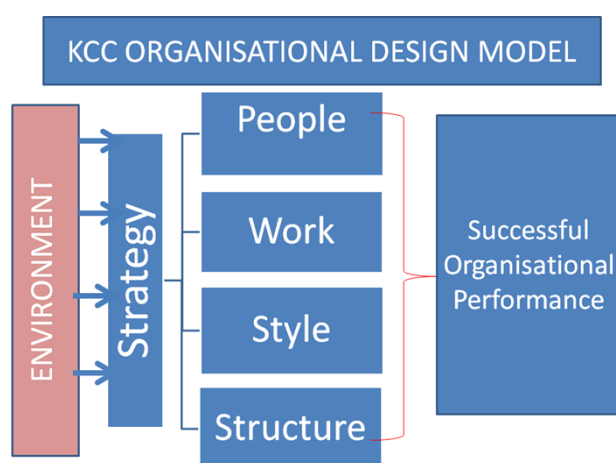 KCC ORGANISATIONAL DESIGN MODEL
ENVIRONMENT
Strategy
People
Work
Style
Structure
Successful
Organisational
Performance